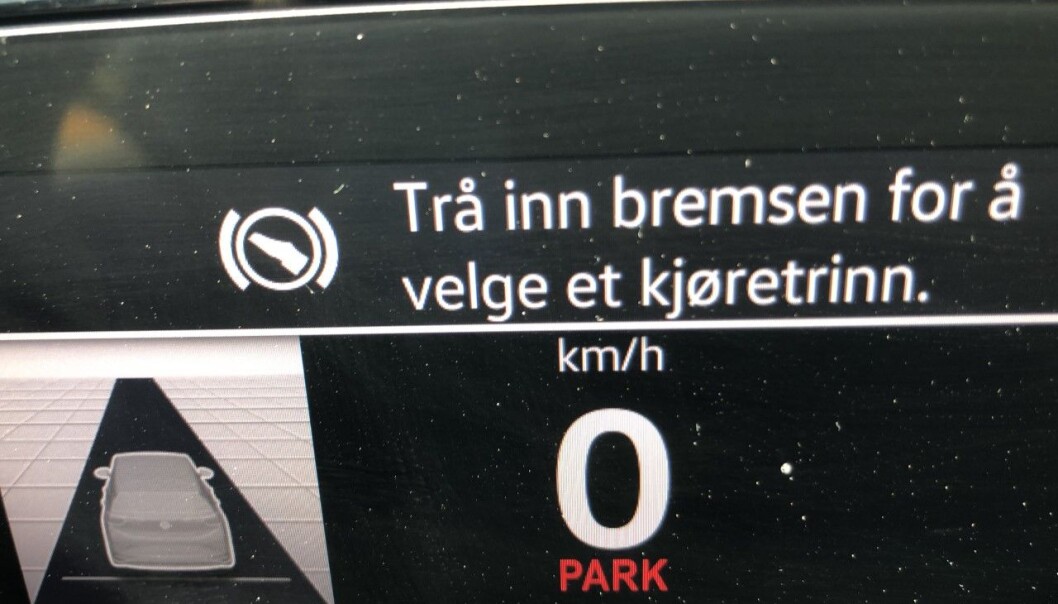 Trå inn bremsen for å
velge et kjøretrinn.
km/h
0
PARK